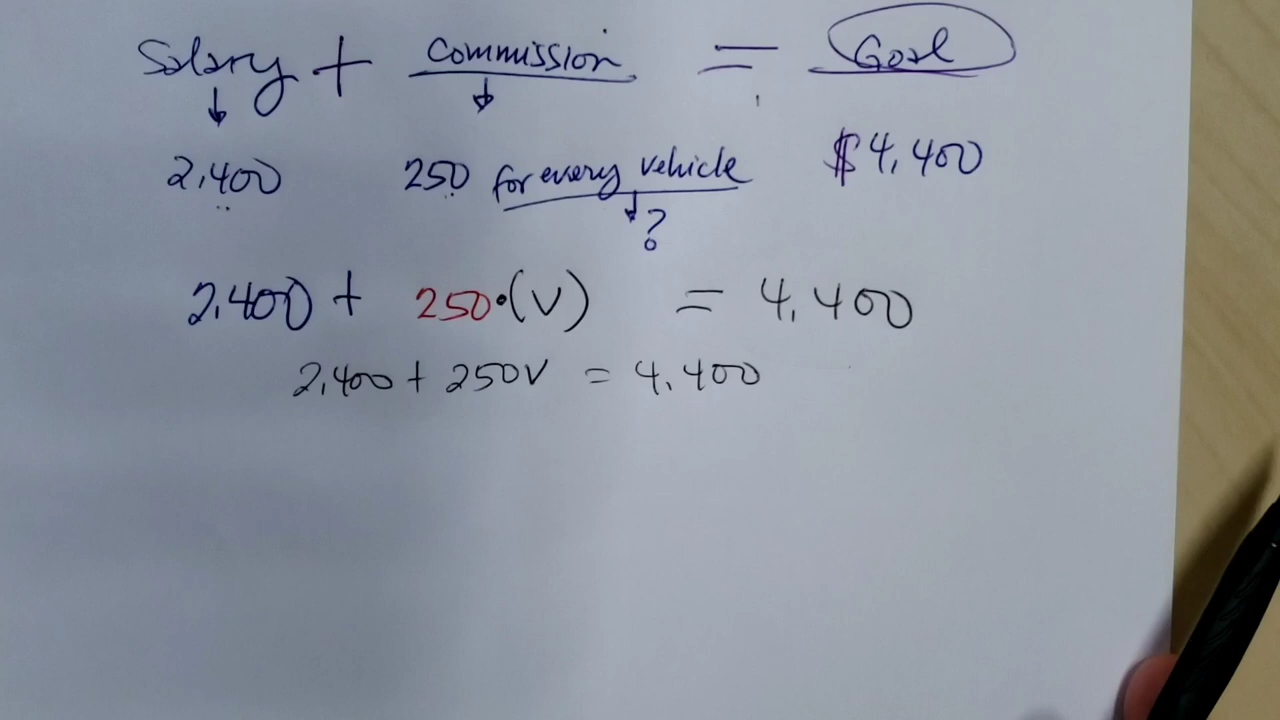 Salary + Commission = Goal
2,400 250 for every vehicle $4,400
?
2,400 + 250•(V) = 4,400
2,400 + 250V = 4,400